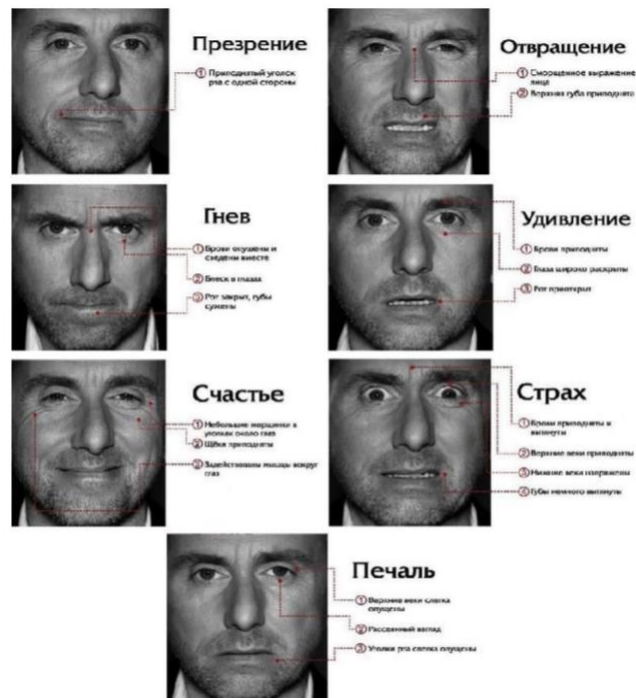 Презрение
① Приподнятый уголок
рта с одной стороны
Отвращение
① Сморщенное выражение
лица
② Верхняя губа приподнята
Гнев
① Брови опущены и
сведены вместе
② Блеск в глазах
③ Рот закрыт, губы
сужены
Удивление
① Брови приподняты
② Глаза широко раскрыты
③ Рот приоткрыт
Счастье
① Небольшие морщинки в
уголках около глаз
② Щёки приподняты
③ Задействованы мышцы вокруг
глаз
Страх
① Брови приподняты и
вытянуты
② Верхние веки приподняты
③ Нижние веки напряжены
④ Губы немного вытянуты
Печаль
① Верхние веки слегка
опущены
② Рассеянный взгляд
③ Уголки рта слегка опущены